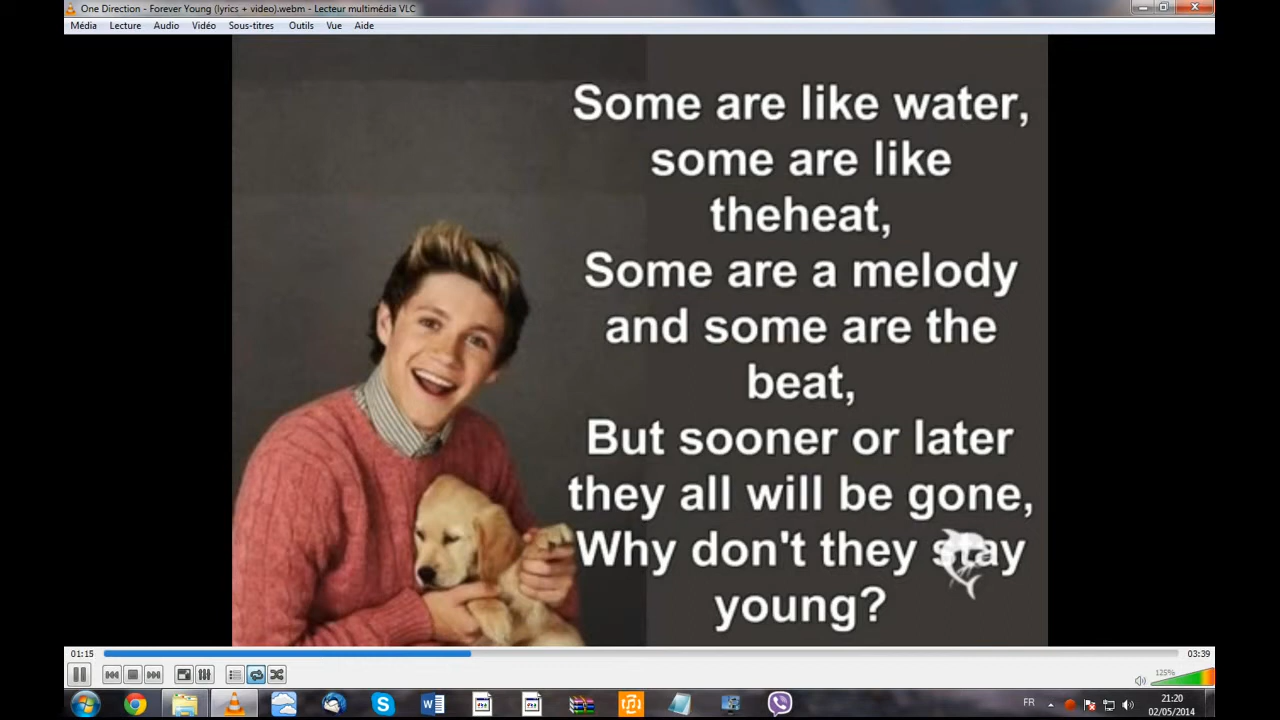 One Direction - Forever Young (lyrics + video).webm - Lecteur multimédia VLC
Média Lecture Audio Vidéo Sous-titres Outils Vue Aide
Some are like water,
some are like
theheat,
Some are a melody
and some are the
beat,
But sooner or later
they all will be gone,
Why don't they stay
young?
01:15 03:39
125%
FR 21:20
02/05/2014